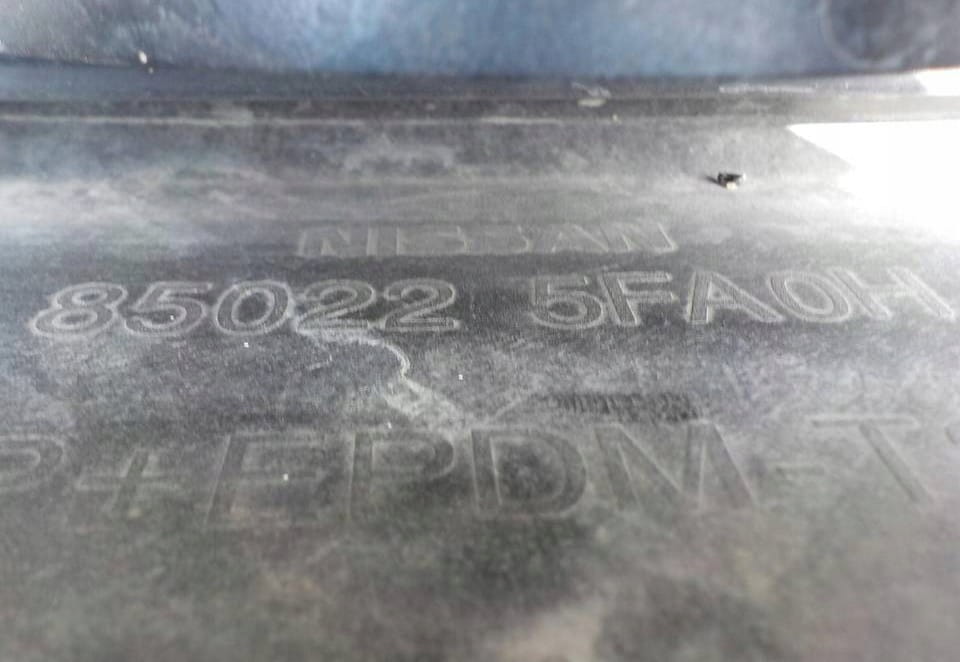 NISSAN
85022 5FA0H
P+EPDM-T